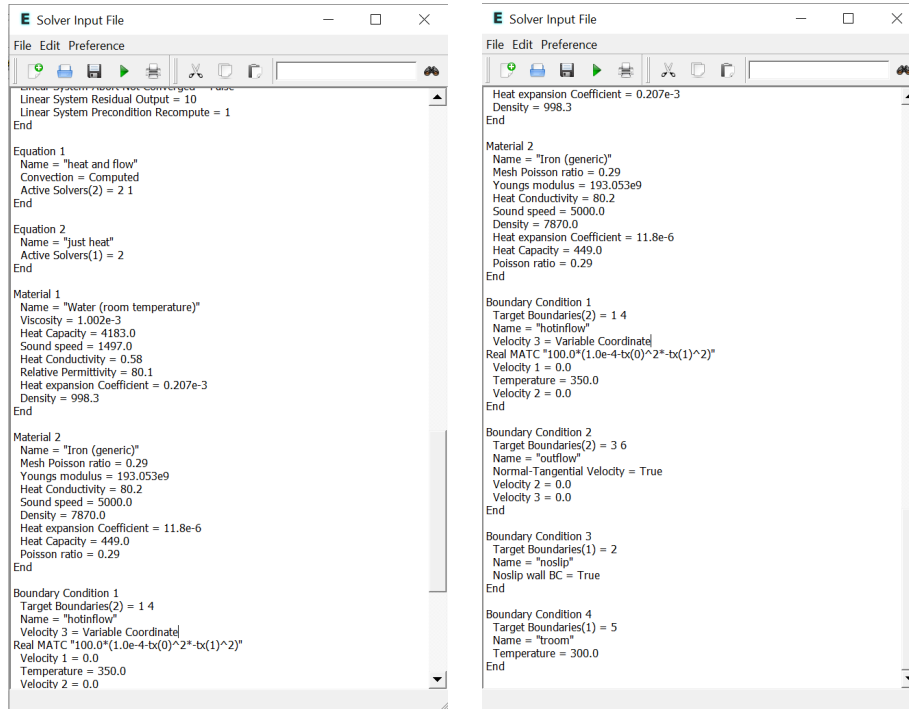 E Solver Input File
File Edit Preference
Linear System Abort Not Converged = False
Linear System Residual Output = 10
Linear System Precondition Recompute = 1
End
Equation 1
Name = "heat and flow"
Convection = Computed
Active Solvers(2) = 2 1
End
Equation 2
Name = "just heat"
Active Solvers(1) = 2
End
Material 1
Name = "Water (room temperature)"
Viscosity = 1.002e-3
Heat Capacity = 4183.0
Sound speed = 1497.0
Heat Conductivity = 0.58
Relative Permittivity = 80.1
Heat expansion Coefficient = 0.207e-3
Density = 998.3
End
Material 2
Name = "Iron (generic)"
Mesh Poisson ratio = 0.29
Youngs modulus = 193.053e9
Heat Conductivity = 80.2
Sound speed = 5000.0
Density = 7870.0
Heat expansion Coefficient = 11.8e-6
Heat Capacity = 449.0
Poisson ratio = 0.29
End
Boundary Condition 1
Target Boundaries(2) = 1 4
Name = "hotinflow"
Velocity 3 = Variable Coordinate
Real MATC "100.0*(1.0e-4-tx(0)^2*-tx(1)^2)"
Velocity 1 = 0.0
Temperature = 350.0
Velocity 2 = 0.0
E Solver Input File
File Edit Preference
Heat expansion Coefficient = 0.207e-3
Density = 998.3
End
Material 2
Name = "Iron (generic)"
Mesh Poisson ratio = 0.29
Youngs modulus = 193.053e9
Heat Conductivity = 80.2
Sound speed = 5000.0
Density = 7870.0
Heat expansion Coefficient = 11.8e-6
Heat Capacity = 449.0
Poisson ratio = 0.29
End
Boundary Condition 1
Target Boundaries(2) = 1 4
Name = "hotinflow"
Velocity 3 = Variable Coordinate
Real MATC "100.0*(1.0e-4-tx(0)^2*-tx(1)^2)"
Velocity 1 = 0.0
Temperature = 350.0
Velocity 2 = 0.0
End
Boundary Condition 2
Target Boundaries(2) = 3 6
Name = "outflow"
Normal-Tangential Velocity = True
Velocity 2 = 0.0
Velocity 3 = 0.0
End
Boundary Condition 3
Target Boundaries(1) = 2
Name = "noslip"
Noslip wall BC = True
End
Boundary Condition 4
Target Boundaries(1) = 5
Name = "troom"
Temperature = 300.0
End